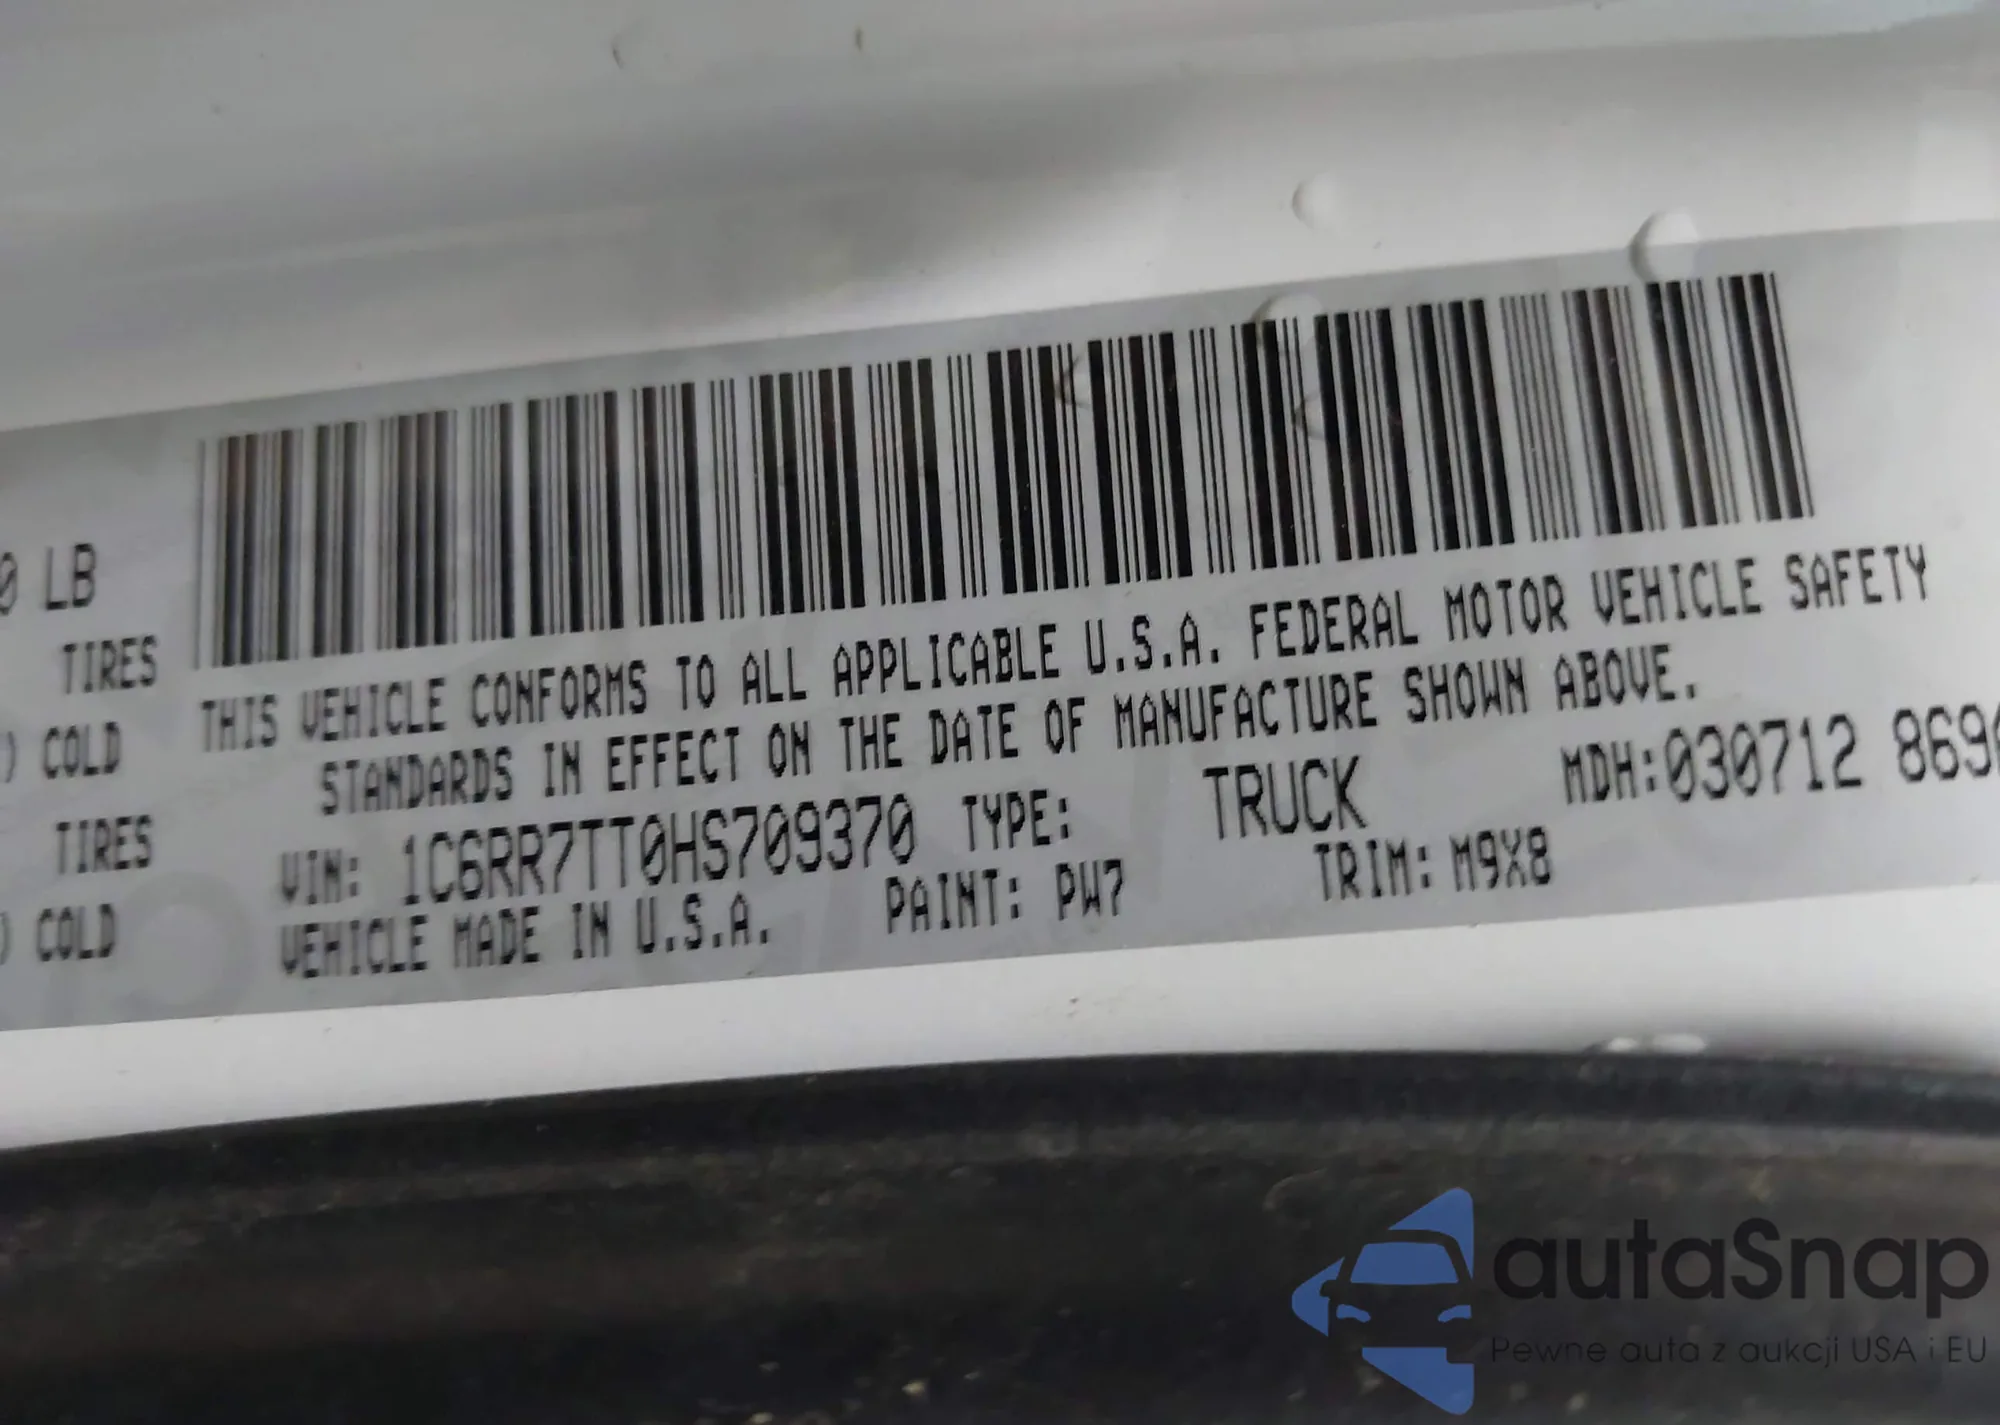 0 LB
TIRES
) COLD
TIRES
) COLD
THIS VEHICLE CONFORMS TO ALL APPLICABLE U.S.A. FEDERAL MOTOR VEHICLE SAFETY
STANDARDS IN EFFECT ON THE DATE OF MANUFACTURE SHOWN ABOVE.
VIN: 1C6RR7TT0HS709370 TYPE: TRUCK MDH:030712 869
VEHICLE MADE IN U.S.A. PAINT: PW7 TRIM: M9X8
autaSnap
Pewne auta z aukcji USA i EU